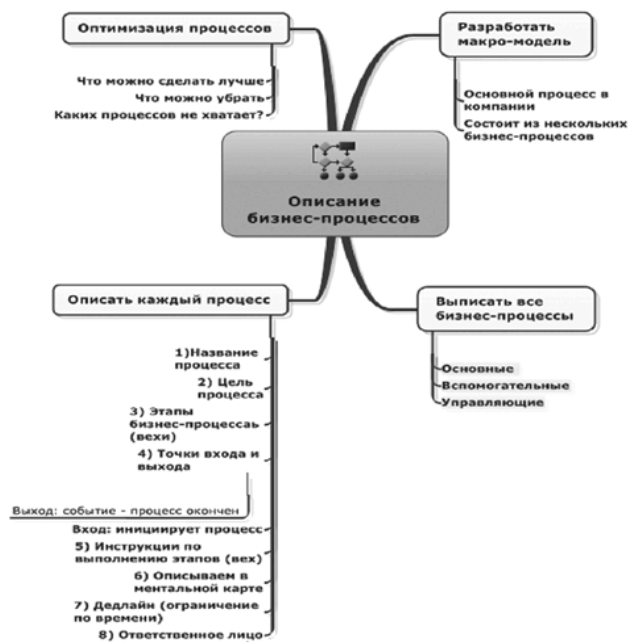 Оптимизация процессов
Что можно сделать лучше
Что можно убрать
Каких процессов не хватает?
Разработать
макро-модель
Основной процесс в
компании
Состоит из нескольких
бизнес-процессов
Описание
бизнес-процессов
Описать каждый процесс
1)Название
процесса
2) Цель
процесса
3) Этапы
бизнес-процессаь
(вехи)
4) Точки входа и
выхода
Выход: событие - процесс окончен
Вход: инициирует процесс
5) Инструкции по
выполнению этапов (вех)
6) Описываем в
ментальной карте
7) Дедлайн (ограничение
по времени)
8) Ответственное лицо
Выписать все
бизнес-процессы
Основные
Вспомогательные
Управляющие